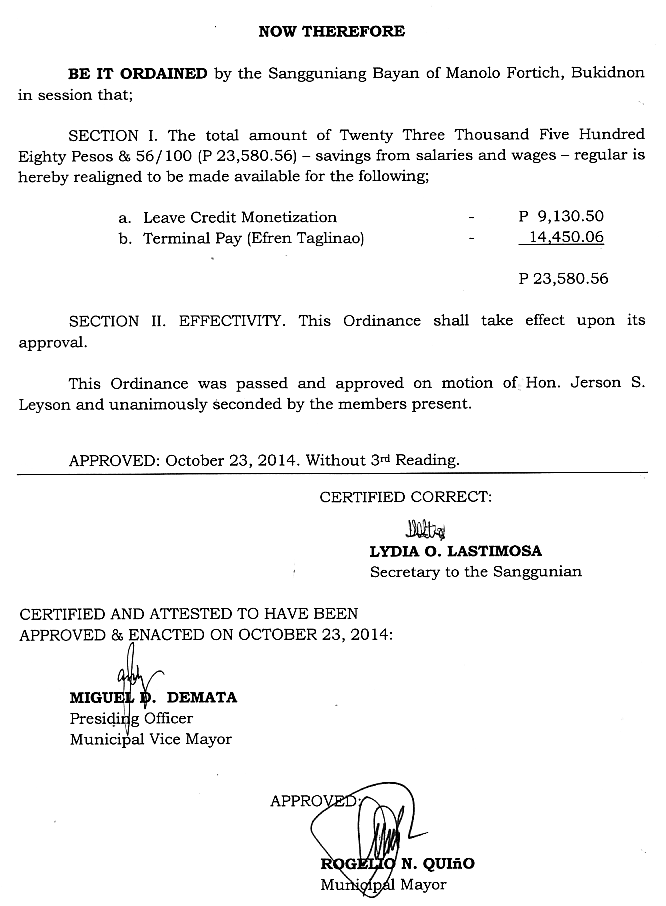 NOW THEREFORE
BE IT ORDAINED by the Sangguniang Bayan of Manolo Fortich, Bukidnon
in session that;
SECTION I. The total amount of Twenty Three Thousand Five Hundred
Eighty Pesos & 56/100 (P 23,580.56) – savings from salaries and wages – regular is
hereby realigned to be made available for the following;
a. Leave Credit Monetization - P 9,130.50
b. Terminal Pay (Efren Taglinao) - 14,450.06
P 23,580.56
SECTION II. EFFECTIVITY. This Ordinance shall take effect upon its
approval.
This Ordinance was passed and approved on motion of Hon. Jerson S.
Leyson and unanimously seconded by the members present.
APPROVED: October 23, 2014. Without 3rd Reading.
CERTIFIED CORRECT:
LYDIA O. LASTIMOSA
Secretary to the Sanggunian
CERTIFIED AND ATTESTED TO HAVE BEEN
APPROVED & ENACTED ON OCTOBER 23, 2014:
MIGUEL D. DEMATA
Presiding Officer
Municipal Vice Mayor
APPROVED:
ROGELIO N. QUIñO
Municipal Mayor